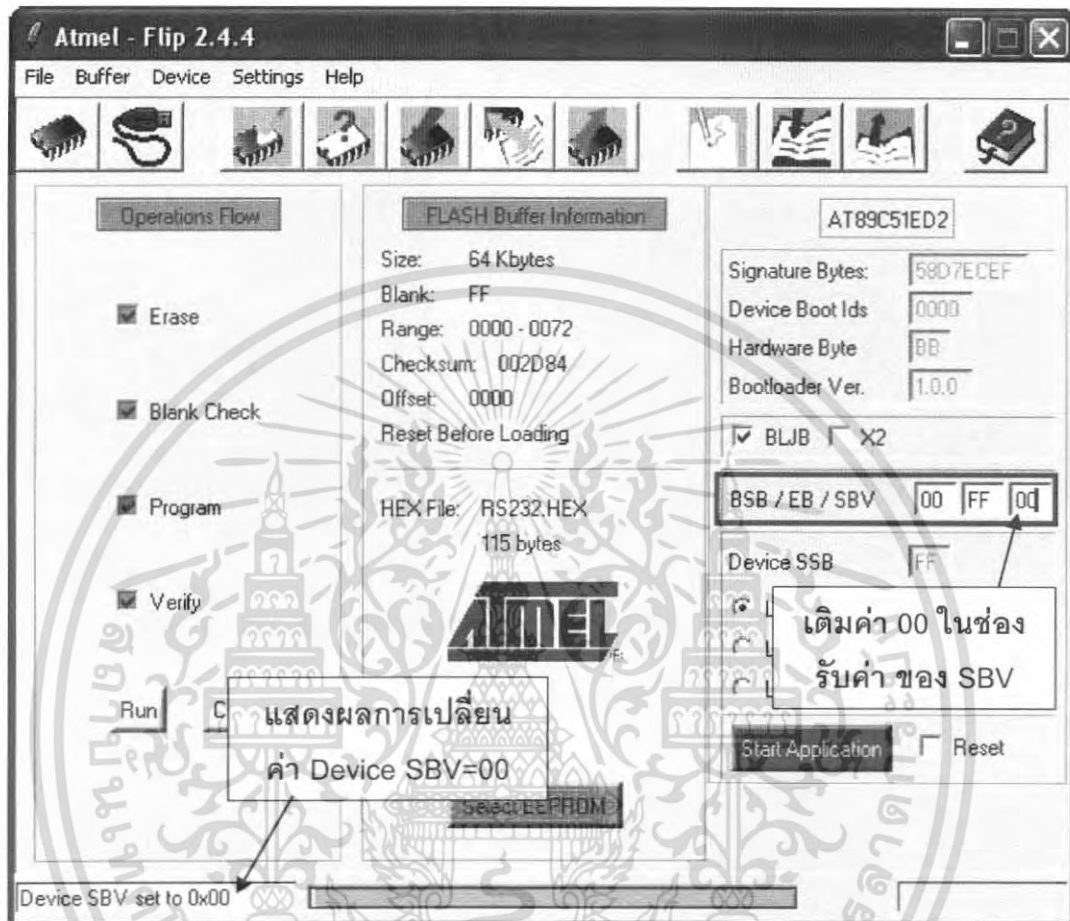 Atmel - Flip 2.4.4
File Buffer Device Settings Help
Operations Flow
Erase
Blank Check
Program
Verify
Run
FLASH Buffer Information
Size: 64 Kbytes
Blank: FF
Range: 0000 - 0072
Checksum: 002D84
Offset: 0000
Reset Before Loading
HEX File: RS232.HEX
115 bytes
ATMEL
Select EEPROM
AT89C51ED2
Signature Bytes: 58D7ECEF
Device Boot Ids 0000
Hardware Byte BB
Bootloader Ver. 1.0.0
BLJB X2
BSB / EB / SBV 00 FF 00
Device SSB FF
เติมค่า 00 ในช่อง
รับค่า ของ SBV
Start Application Reset
แสดงผลการเปลี่ยน
ค่า Device SBV=00
Device SBV set to 0x00